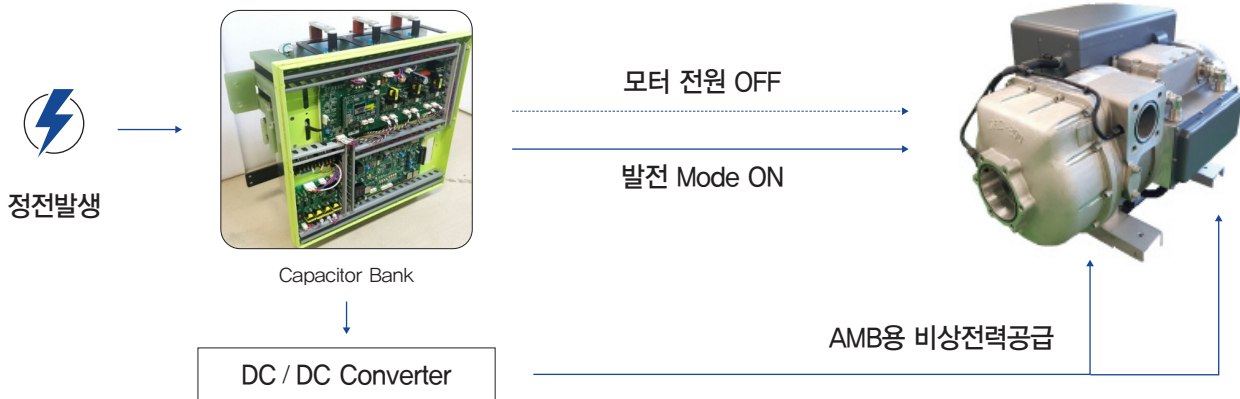 모터 전원 OFF
발전 Mode ON
정전발생
Capacitor Bank
AMB용 비상전력공급
DC / DC Converter